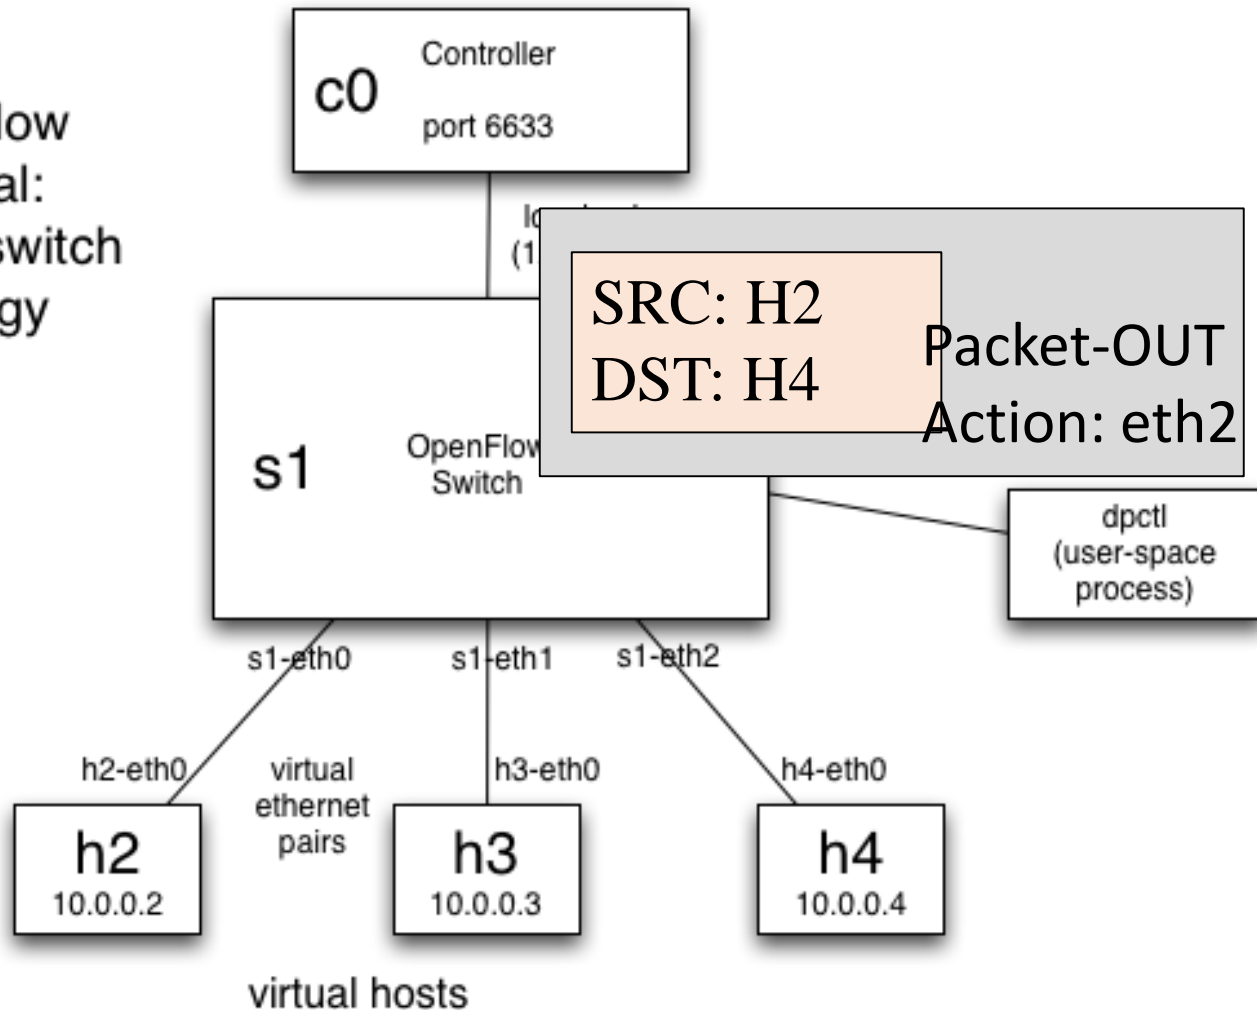 Controller
c0
port 6633
low
al:
switch
gy
(1
SRC: H2
DST: H4
Packet-OUT
Action: eth2
s1
OpenFlow
Switch
dpctl
(user-space
process)
s1-eth0
s1-eth1
s1-eth2
h2-eth0
virtual
ethernet
pairs
h3-eth0
h4-eth0
h2
10.0.0.2
h3
10.0.0.3
h4
10.0.0.4
virtual hosts